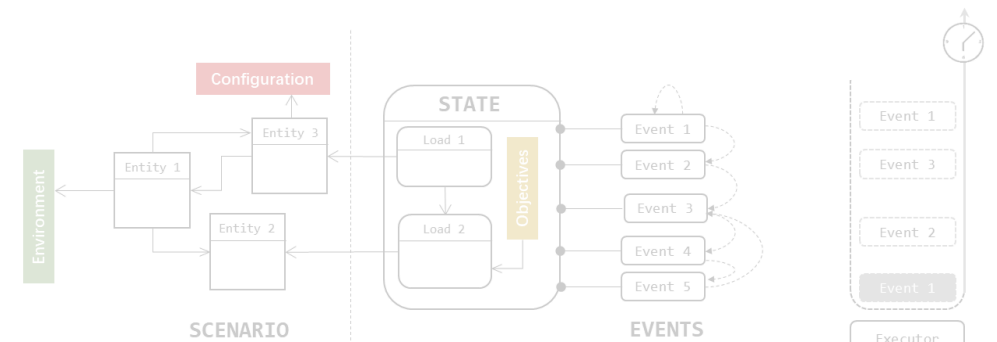 Configuration
Entity 3
Environment
Entity 1
Entity 2
SCENARIO
STATE
Load 1
Load 2
Objectives
Event 1
Event 2
Event 3
Event 4
Event 5
EVENTS
Event 1
Event 3
Event 2
Event 1
Executor